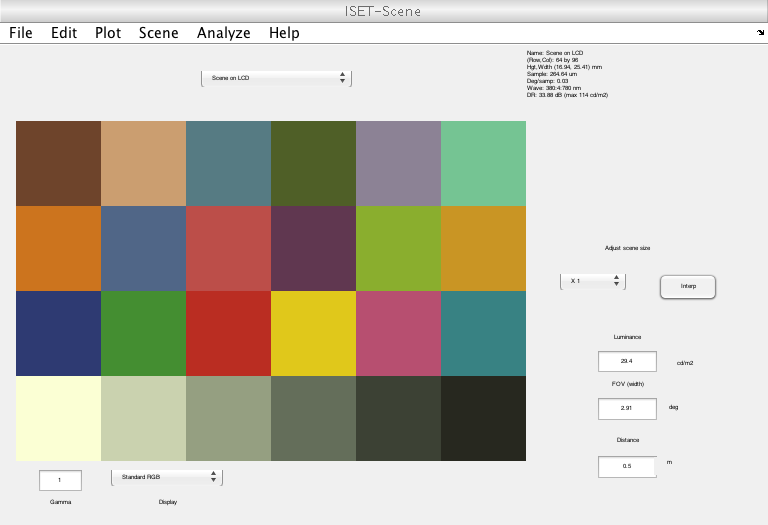 ISET-Scene
File Edit Plot Scene Analyze Help
Scene on LCD
Name: Scene on LCD
(Row,Col): 64 by 96
Hgt,Wdth (16.94, 25.41) mm
Sample: 264.64 um
Deg/samp: 0.03
Wave: 380:4:780 nm
DR: 33.86 dB (max 114 cd/m2)
Adjust scene size
X 1
Interp
Luminance
29.4
cd/m2
FOV (width)
2.91
deg
Distance
0.5
m
1
Standard RGB
Gamma
Display